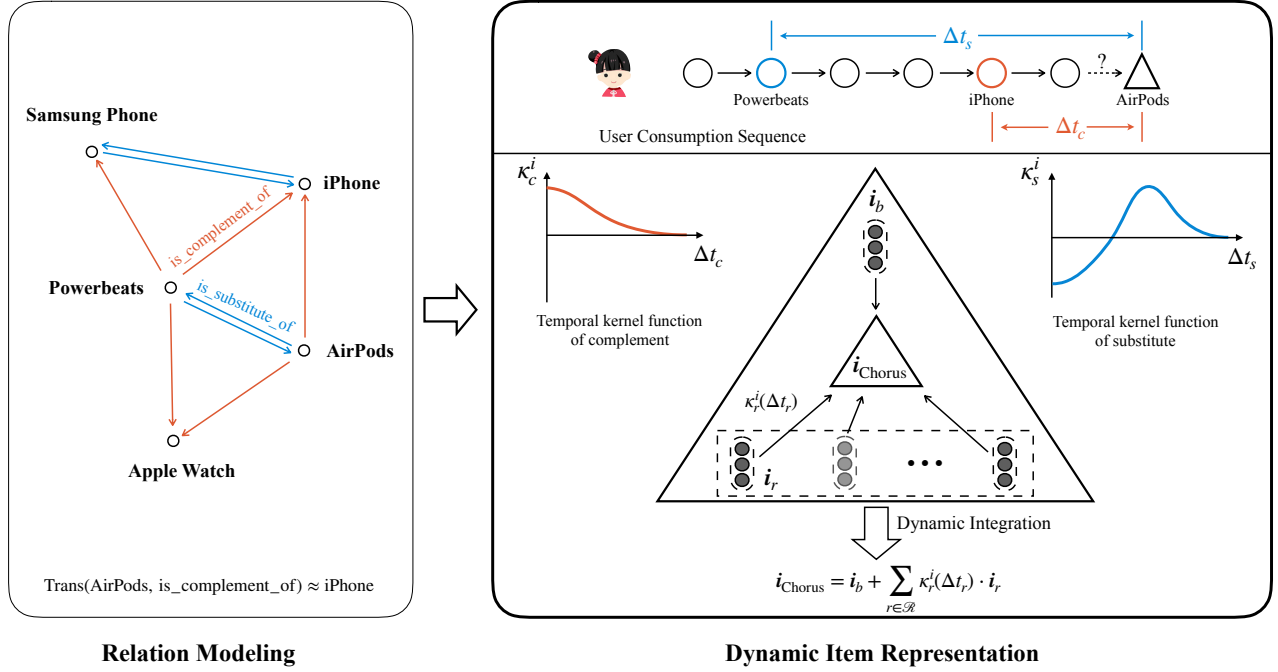 Samsung Phone
iPhone
is_complement_of
Powerbeats
is_substitute_of
AirPods
Apple Watch
Trans(AirPods, is_complement_of) ≈ iPhone
Relation Modeling
Δt_s
?
Powerbeats
iPhone
AirPods
User Consumption Sequence
Δt_c
κ_c^i
Δt_c
Temporal kernel function
of complement
i_b
i_Chorus
κ_r^i(Δt_r)
i_r
•••
κ_s^i
Δt_s
Temporal kernel function
of substitute
Dynamic Integration
i_Chorus = i_b + ∑_{r∈ℛ} κ_r^i(Δt_r) · i_r
Dynamic Item Representation